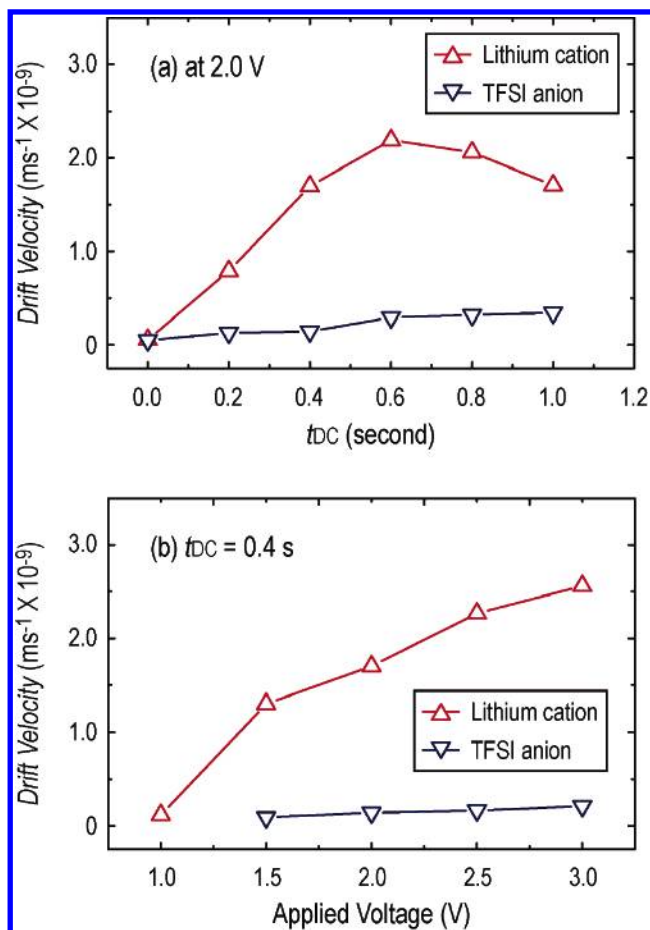 (a) at 2.0 V
Lithium cation
TFSI anion
Drift Velocity (ms-1 X 10-9)
3.0
2.0
1.0
0
0.0 0.2 0.4 0.6 0.8 1.0 1.2
tDC (second)
(b) tDC = 0.4 s
Drift Velocity (ms-1 X 10-9)
3.0
2.0
1.0
0
Lithium cation
TFSI anion
1.0 1.5 2.0 2.5 3.0
Applied Voltage (V)